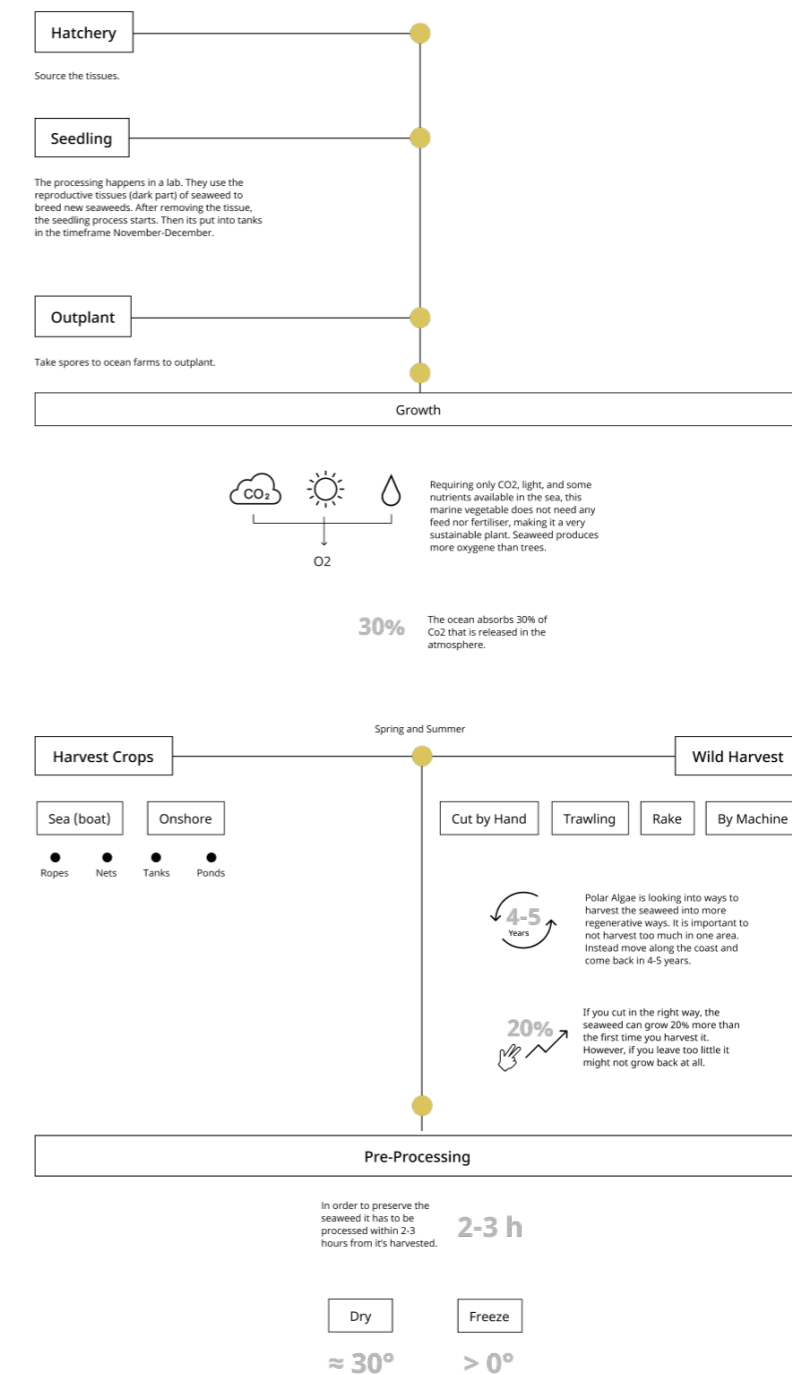 Hatchery
Source the tissues.
Seedling
The processing happens in a lab. They use the
reproductive tissues (dark part) of seaweed to
breed new seaweeds. After removing the tissue,
the seedling process starts. Then its put into tanks
in the timeframe November-December.
Outplant
Take spores to ocean farms to outplant.
Growth
CO₂
O2
Requiring only CO2, light, and some
nutrients available in the sea, this
marine vegetable does not need any
feed nor fertiliser, making it a very
sustainable plant. Seaweed produces
more oxygene than trees.
30%
The ocean absorbs 30% of
Co2 that is released in the
atmosphere.
Spring and Summer
Harvest Crops
Wild Harvest
Sea (boat)
Onshore
Ropes
Nets
Tanks
Ponds
Cut by Hand
Trawling
Rake
By Machine
4-5
Years
Polar Algae is looking into ways to
harvest the seaweed into more
regenerative ways. It is important to
not harvest too much in one area.
Instead move along the coast and
come back in 4-5 years.
20%
If you cut in the right way, the
seaweed can grow 20% more than
the first time you harvest it.
However, if you leave too little it
might not grow back at all.
Pre-Processing
In order to preserve the
seaweed it has to be
processed within 2-3
hours from it's harvested.
2-3 h
Dry
Freeze
≈ 30°
> 0°